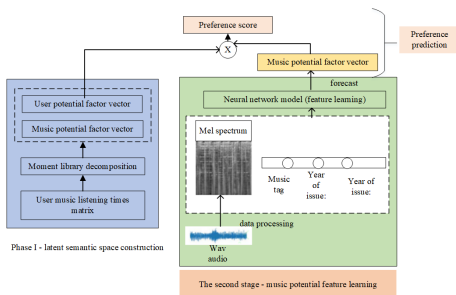 Preference score
X
Preference
prediction
Music potential factor vector
forecast
User potential factor vector
Music potential factor vector
Moment library decomposition
User music listening times
matrix
Phase I - latent semantic space construction
Neural network model (feature learning)
Mel spectrum
Music
tag
Year
of
issue:
Year of
issue:
data processing
Wav
audio
The second stage - music potential feature learning